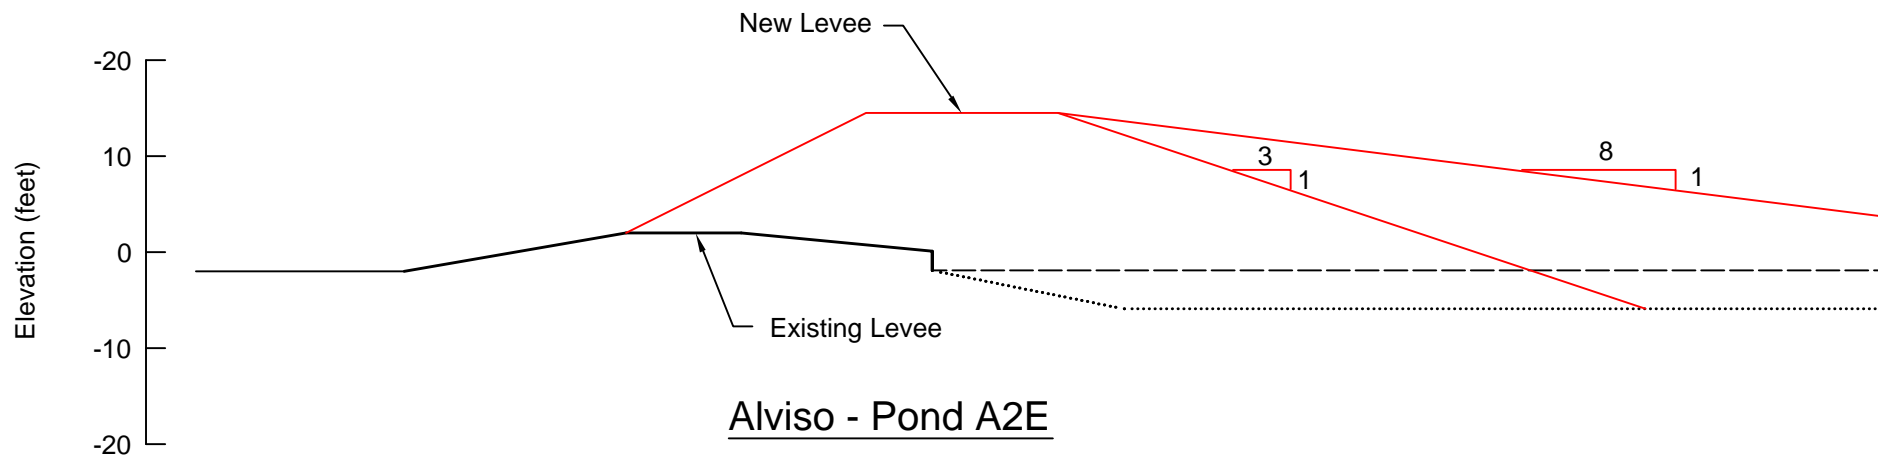 New Levee
-20
10
0
-10
-20
Elevation (feet)
3
1
8
1
Existing Levee
Alviso - Pond A2E